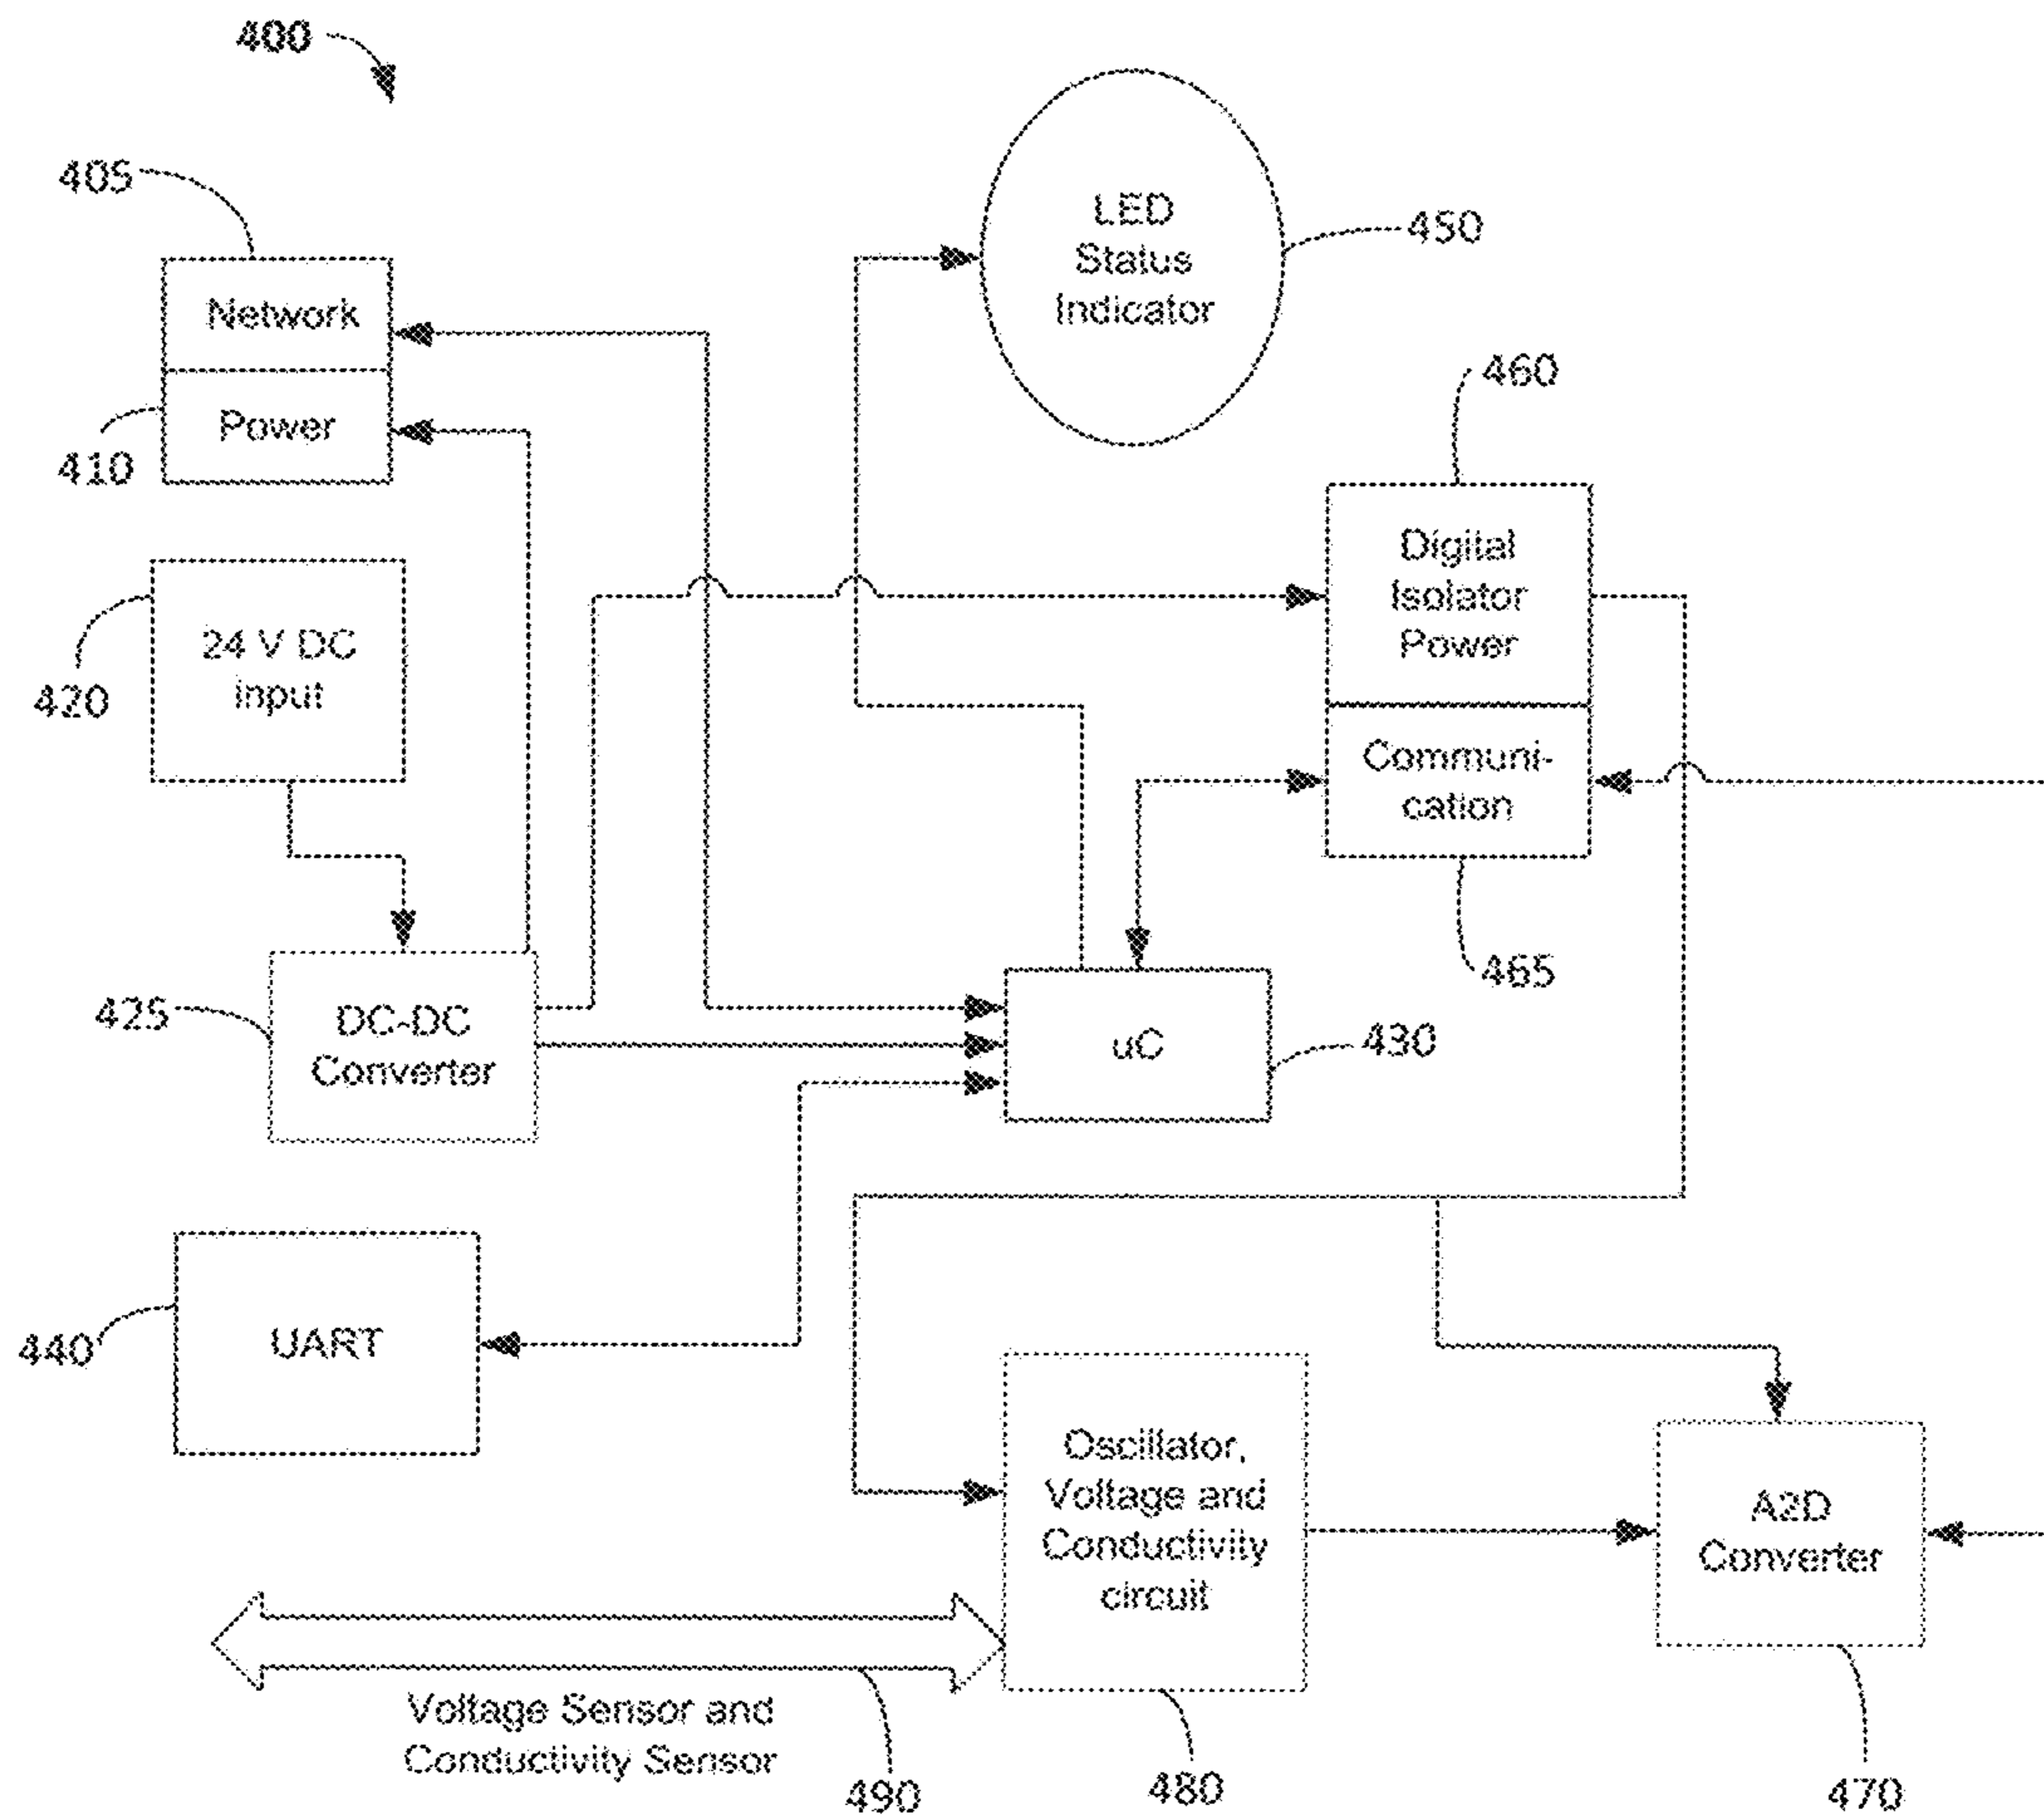 400
405
Network
Power
410
LED
Status
Indicator
450
460
Digital
Isolator
Power
Communi-
cation
465
24 V DC
input
420
425
DC-DC
Converter
uC
430
UART
440
Oscillator,
Voltage and
Conductivity
circuit
A2D
Converter
Voltage Sensor and
Conductivity Sensor
490
480
470